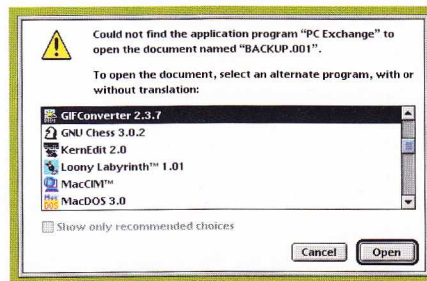 Could not find the application program “PC Exchange” to
open the document named “BACKUP.001”.
To open the document, select an alternate program, with or
without translation:
GIFConverter 2.3.7
GNU Chess 3.0.2
KernEdit 2.0
Loony Labyrinth™ 1.01
MacCIM™
Mac
DOS
MacDOS 3.0
Show only recommended choices
Cancel
Open